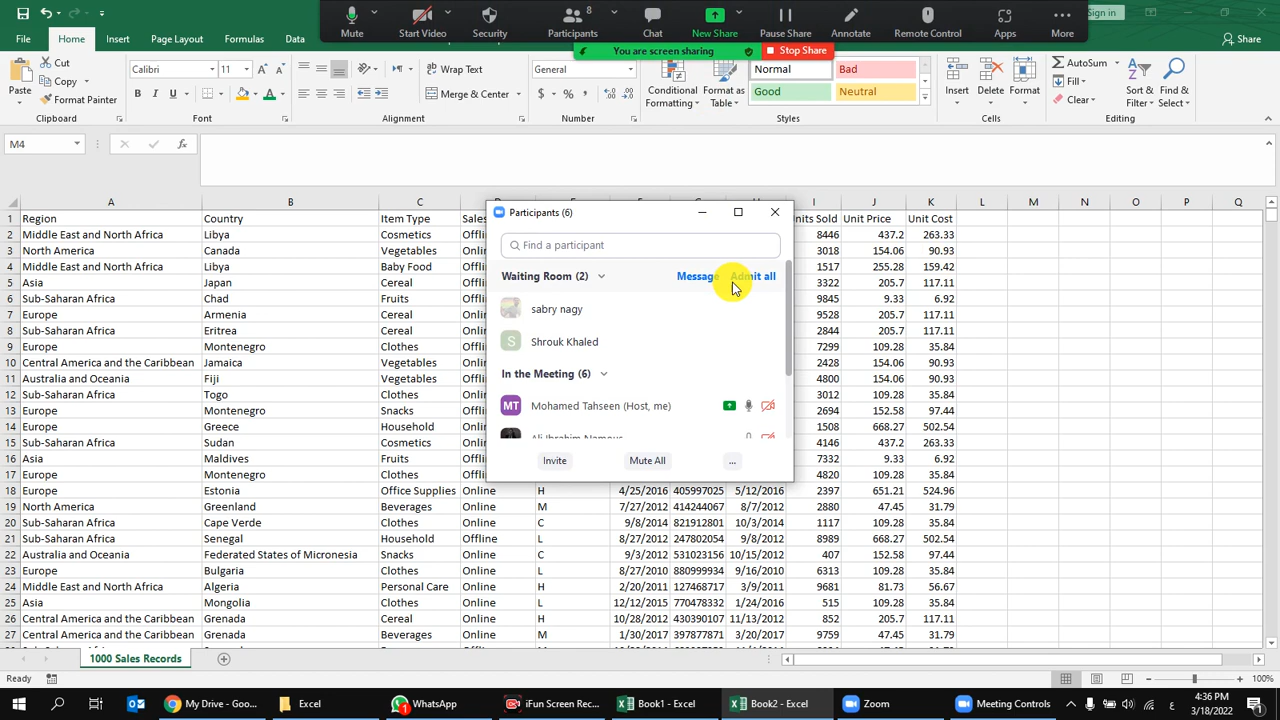 Mute
Start Video
Security
8
Participants
Chat
New Share
Pause Share
Annotate
Remote Control
Apps
More
Sign in
File
Home
Insert
Page Layout
Formulas
Data
You are screen sharing
Stop Share
Share
Paste
Cut
Copy
Format Painter
Clipboard
Calibri
11
B I U
Font
Wrap Text
Merge & Center
Alignment
General
Number
Conditional
Formatting
Format as
Table
Normal
Bad
Good
Neutral
Styles
Insert
Delete
Format
Cells
AutoSum
Fill
Clear
Sort &
Filter
Find &
Select
Editing
M4
A B C I J K L M N O P Q
1 Region Country Item Type Sales Units Sold Unit Price Unit Cost
2 Middle East and North Africa Libya Cosmetics 8446 437.2 263.33
3 North America Canada Vegetables 3018 154.06 90.93
4 Middle East and North Africa Libya Baby Food 1517 255.28 159.42
5 Asia Japan Cereal 3322 205.7 117.11
6 Sub-Saharan Africa Chad Fruits 9845 9.33 6.92
7 Europe Armenia Cereal 9528 205.7 117.11
8 Sub-Saharan Africa Eritrea Cereal 2844 205.7 117.11
9 Europe Montenegro Clothes 7299 109.28 35.84
10 Central America and the Caribbean Jamaica Vegetables 2428 154.06 90.93
11 Australia and Oceania Fiji Vegetables 4800 154.06 90.93
12 Sub-Saharan Africa Togo Clothes 3012 109.28 35.84
13 Europe Montenegro Snacks 2694 152.58 97.44
14 Europe Greece Household 1508 668.27 502.54
15 Sub-Saharan Africa Sudan Cosmetics 4146 437.2 263.33
16 Asia Maldives Fruits 7332 9.33 6.92
17 Europe Montenegro Clothes 4820 109.28 35.84
18 Europe Estonia Office Supplies Online H 4/25/2016 405997025 5/12/2016 2397 651.21 524.96
19 North America Greenland Beverages Online M 7/27/2012 414244067 8/7/2012 2880 47.45 31.79
20 Sub-Saharan Africa Cape Verde Clothes Online C 9/8/2014 821912801 10/3/2014 1117 109.28 35.84
21 Sub-Saharan Africa Senegal Household Offline L 8/27/2012 247802054 9/8/2012 8989 668.27 502.54
22 Australia and Oceania Federated States of Micronesia Snacks Online C 9/3/2012 531023156 10/15/2012 407 152.58 97.44
23 Europe Bulgaria Clothes Online L 8/27/2010 880999934 9/16/2010 6313 109.28 35.84
24 Middle East and North Africa Algeria Personal Care Online H 2/20/2011 127468717 3/9/2011 9681 81.73 56.67
25 Asia Mongolia Clothes Online L 12/12/2015 770478332 1/24/2016 515 109.28 35.84
26 Central America and the Caribbean Grenada Cereal Online H 10/28/2012 430390107 11/13/2012 852 205.7 117.11
27 Central America and the Caribbean Grenada Beverages Online M 1/30/2017 397877871 3/20/2017 9759 47.45 31.79
Participants (6)
Find a participant
Waiting Room (2)
Message
Admit all
sabry nagy
S Shrouk Khaled
In the Meeting (6)
MT Mohamed Tahseen (Host, me)
Invite
Mute All
...
1000 Sales Records
Ready
100%
My Drive - Goo...
Excel
1
WhatsApp
iFun Screen Rec...
Book1 - Excel
Book2 - Excel
Zoom
Meeting Controls
4:36 PM
3/18/2022